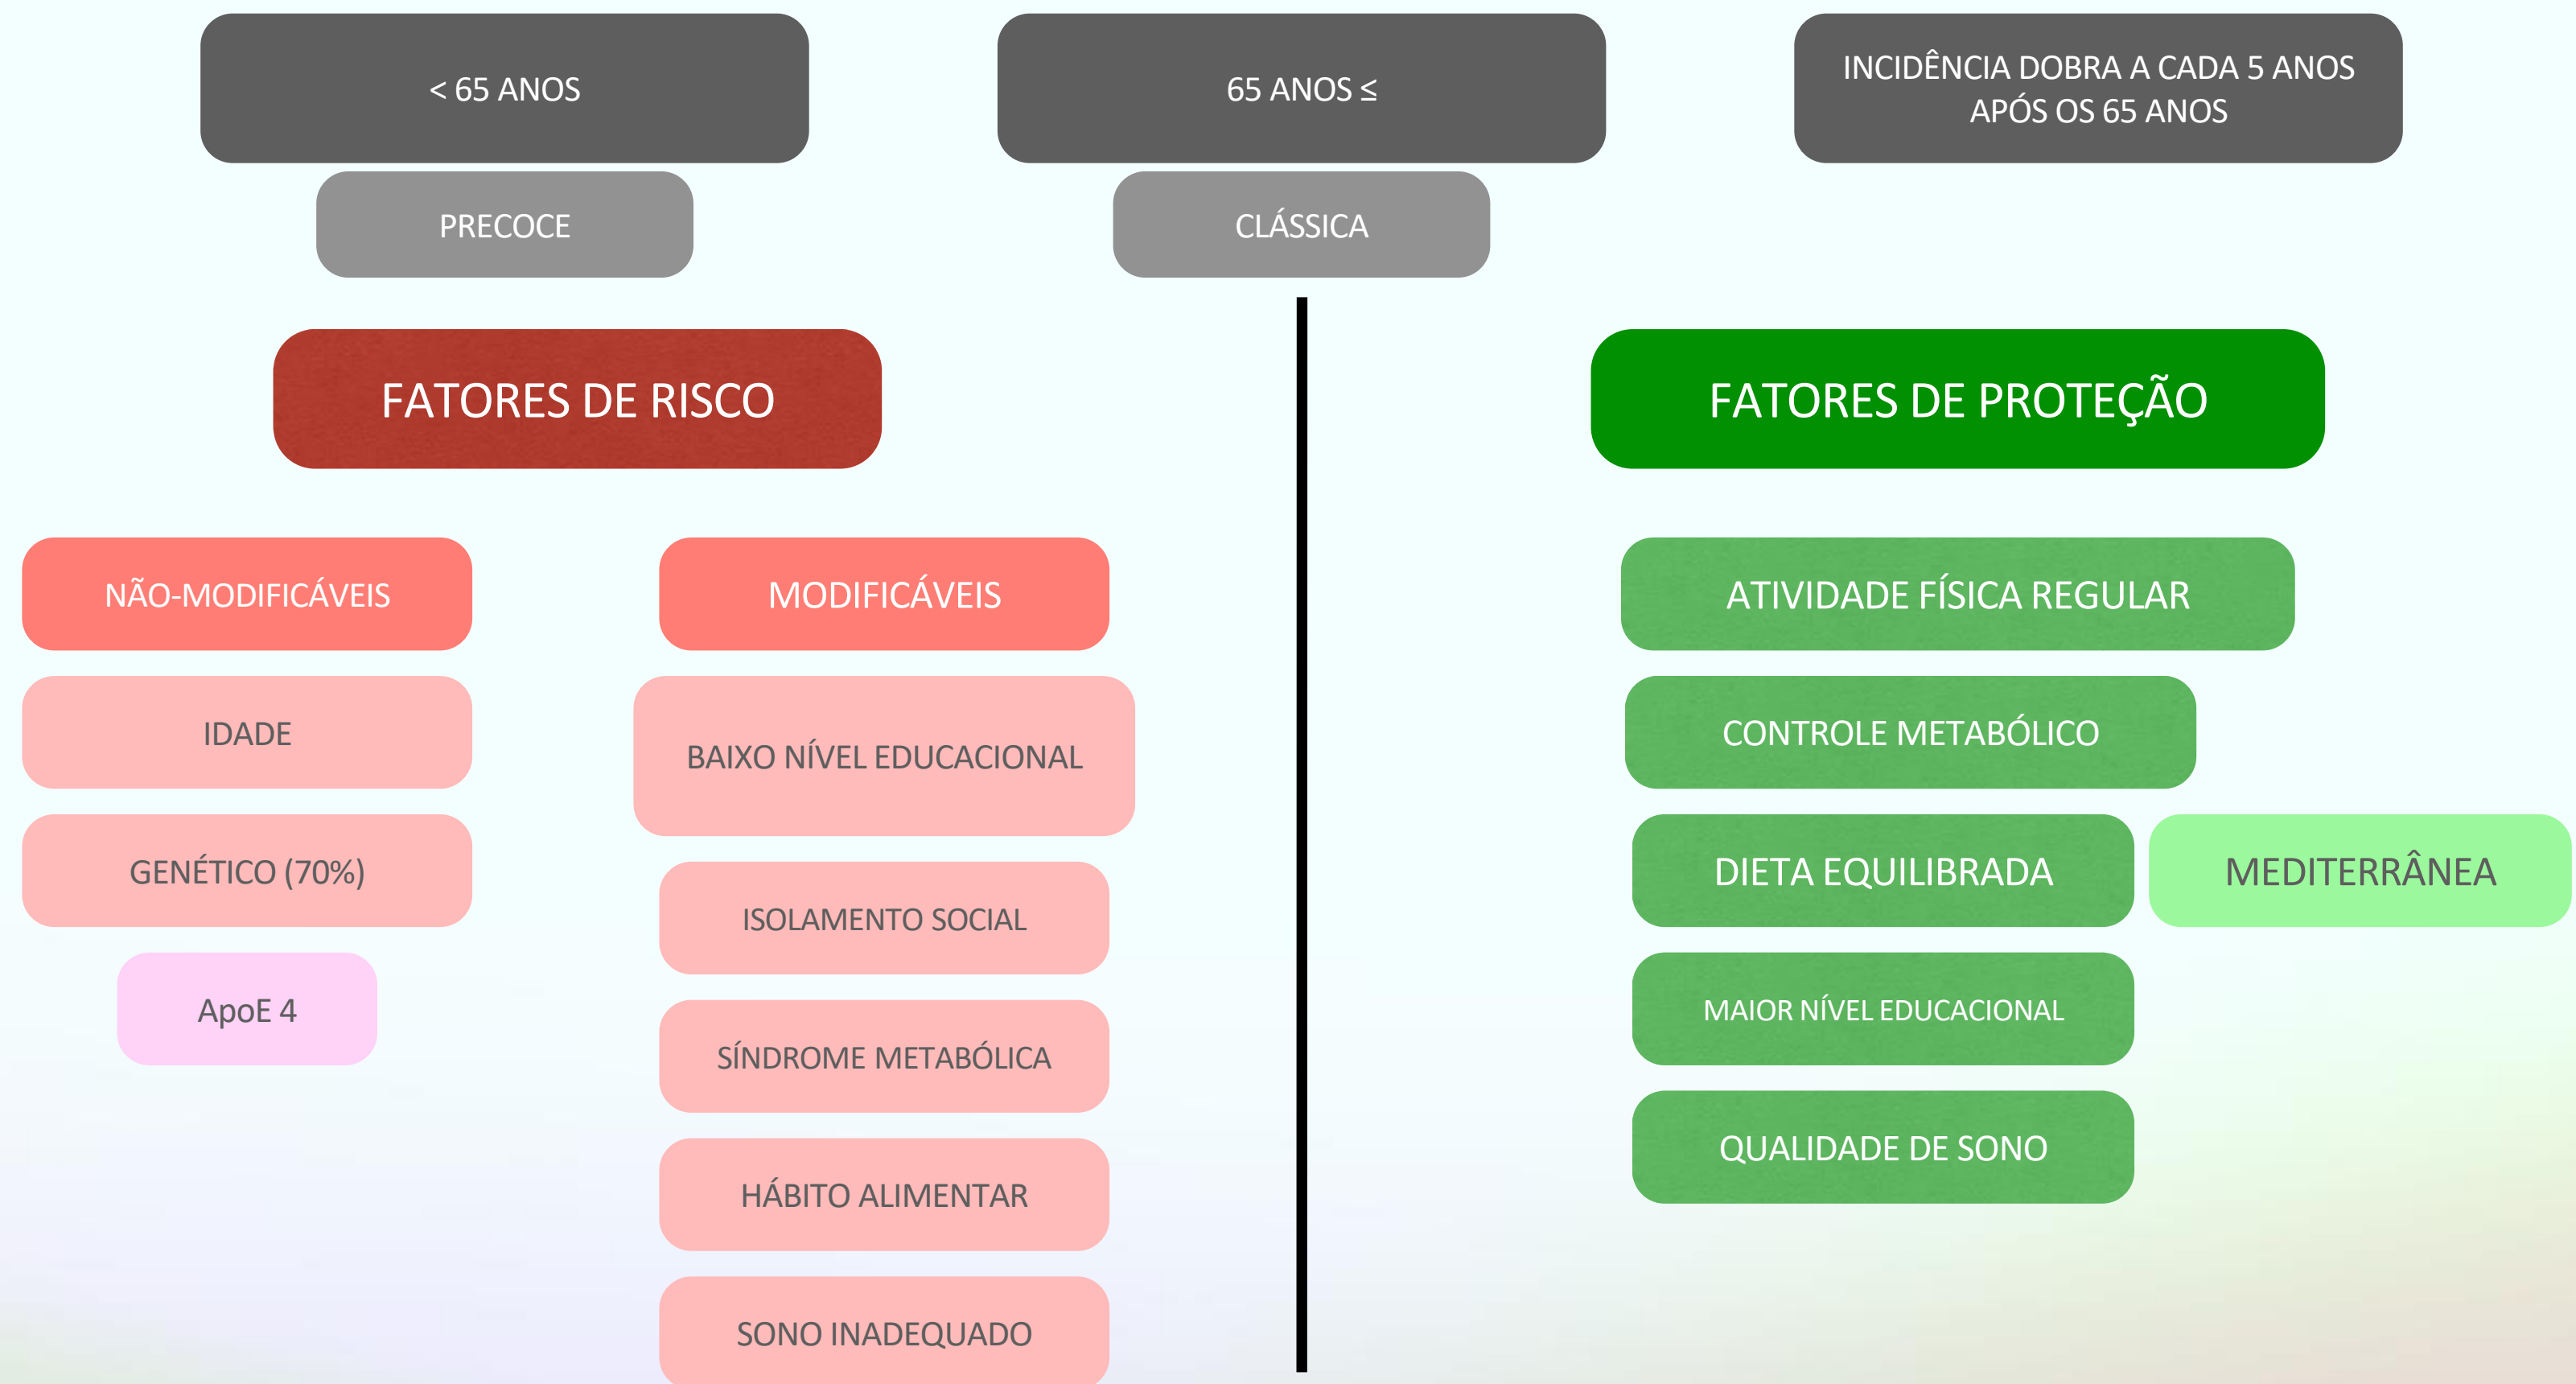 < 65 ANOS
65 ANOS ≤
INCIDÊNCIA DOBRA A CADA 5 ANOS
APÓS OS 65 ANOS
PRECOCE
CLÁSSICA
FATORES DE RISCO
FATORES DE PROTEÇÃO
NÃO-MODIFICÁVEIS
IDADE
GENÉTICO (70%)
ApoE 4
MODIFICÁVEIS
BAIXO NÍVEL EDUCACIONAL
ISOLAMENTO SOCIAL
SÍNDROME METABÓLICA
HÁBITO ALIMENTAR
SONO INADEQUADO
ATIVIDADE FÍSICA REGULAR
CONTROLE METABÓLICO
DIETA EQUILIBRADA
MEDITERRÂNEA
MAIOR NÍVEL EDUCACIONAL
QUALIDADE DE SONO